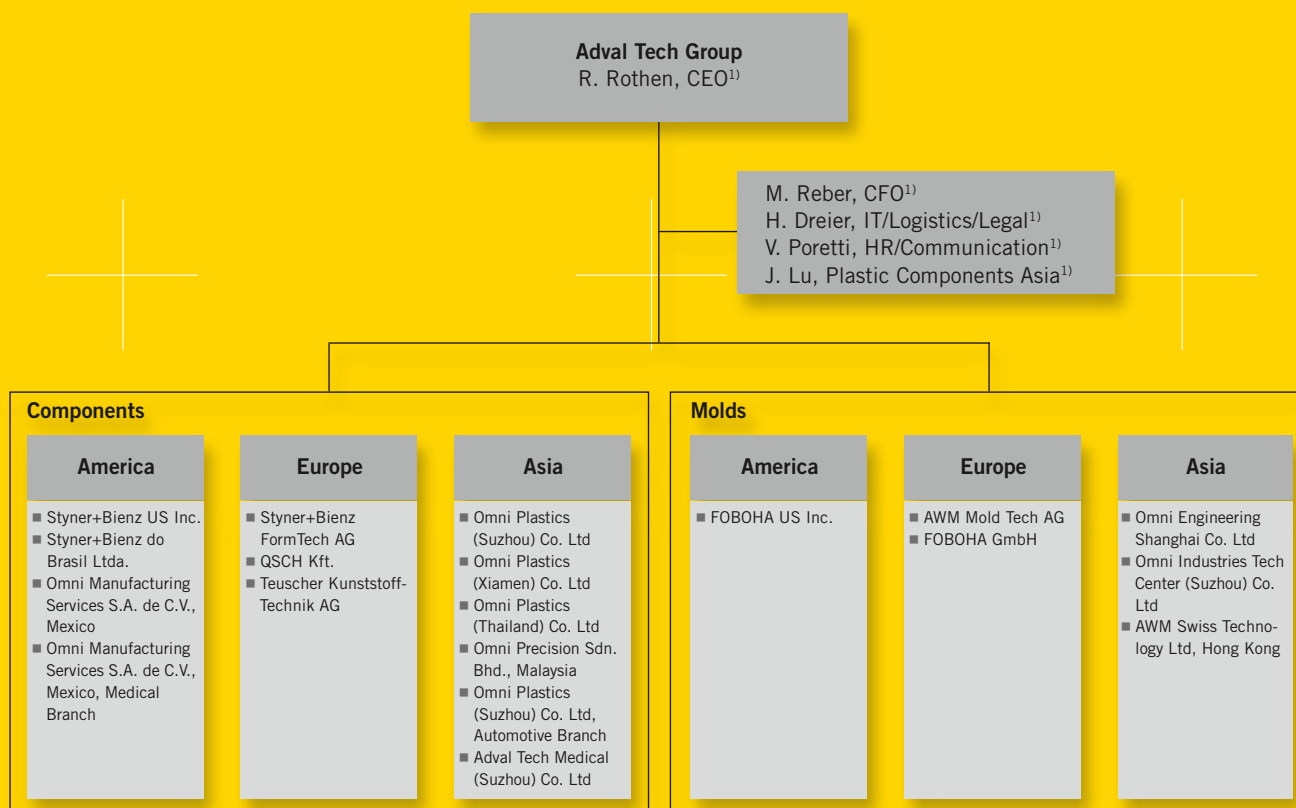 Adval Tech Group
R. Rothen, CEO1)
M. Reber, CFO1)
H. Dreier, IT/Logistics/Legal1)
V. Poretti, HR/Communication1)
J. Lu, Plastic Components Asia1)
Components
America
■ Styner+Bienz US Inc.
■ Styner+Bienz do
Brasil Ltda.
■ Omni Manufacturing
Services S.A. de C.V.,
Mexico
■ Omni Manufacturing
Services S.A. de C.V.,
Mexico, Medical
Branch
Europe
■ Styner+Bienz
FormTech AG
■ QSCH Kft.
■ Teuscher Kunststoff-
Technik AG
Asia
■ Omni Plastics
(Suzhou) Co. Ltd
■ Omni Plastics
(Xiamen) Co. Ltd
■ Omni Plastics
(Thailand) Co. Ltd
■ Omni Precision Sdn.
Bhd., Malaysia
■ Omni Plastics
(Suzhou) Co. Ltd,
Automotive Branch
■ Adval Tech Medical
(Suzhou) Co. Ltd
Molds
America
■ FOBOHA US Inc.
Europe
■ AWM Mold Tech AG
■ FOBOHA GmbH
Asia
■ Omni Engineering
Shanghai Co. Ltd
■ Omni Industries Tech
Center (Suzhou) Co.
Ltd
■ AWM Swiss Techno-
logy Ltd, Hong Kong